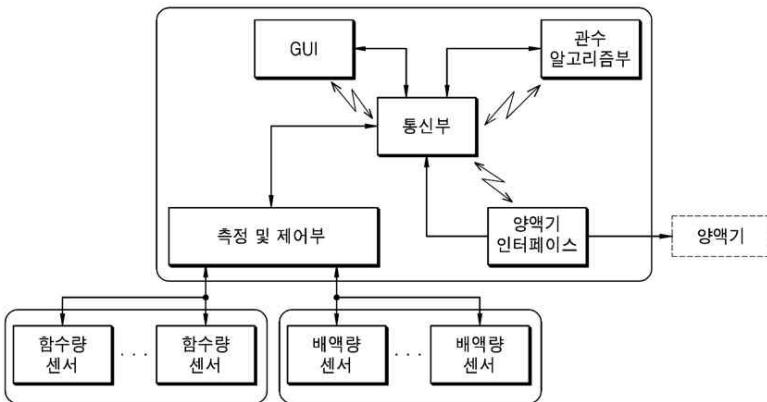 GUI
관수
알고리즘부
통신부
측정 및 제어부
양액기
인터페이스
양액기
함수량
센서
. . .
함수량
센서
배액량
센서
. . .
배액량
센서